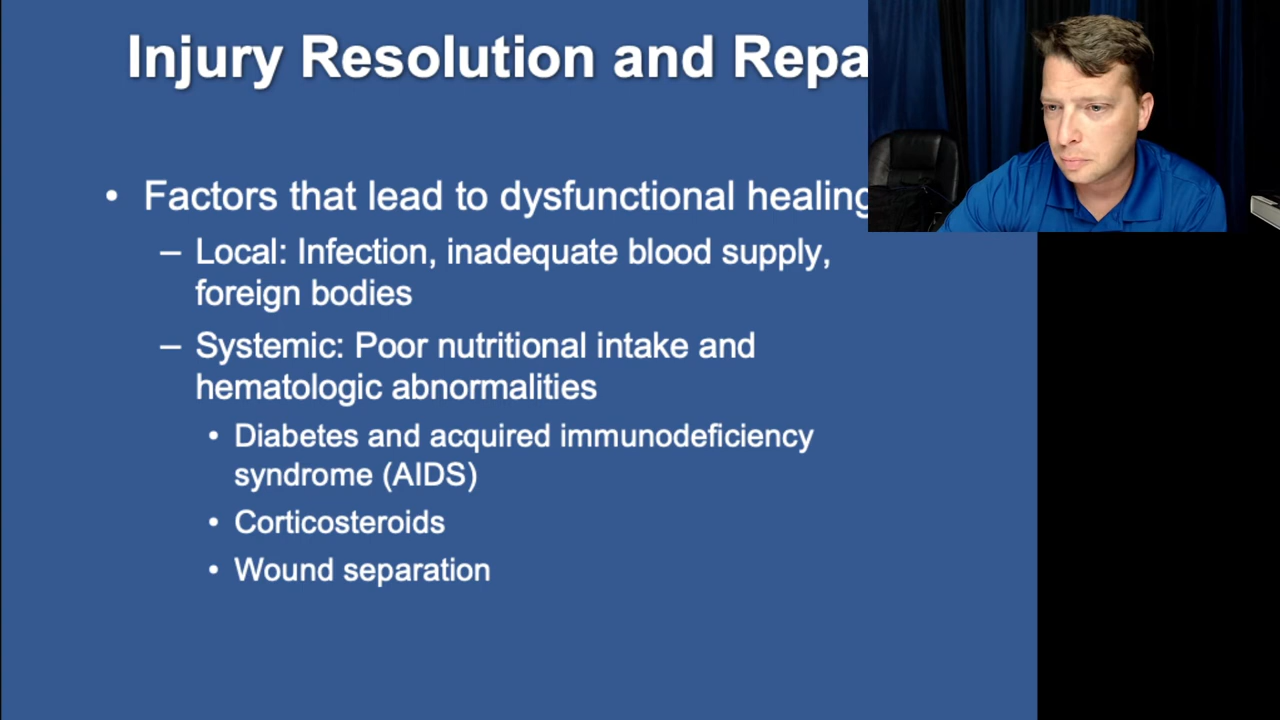 Injury Resolution and Repa
• Factors that lead to dysfunctional healing
– Local: Infection, inadequate blood supply,
foreign bodies
– Systemic: Poor nutritional intake and
hematologic abnormalities
• Diabetes and acquired immunodeficiency
syndrome (AIDS)
• Corticosteroids
• Wound separation